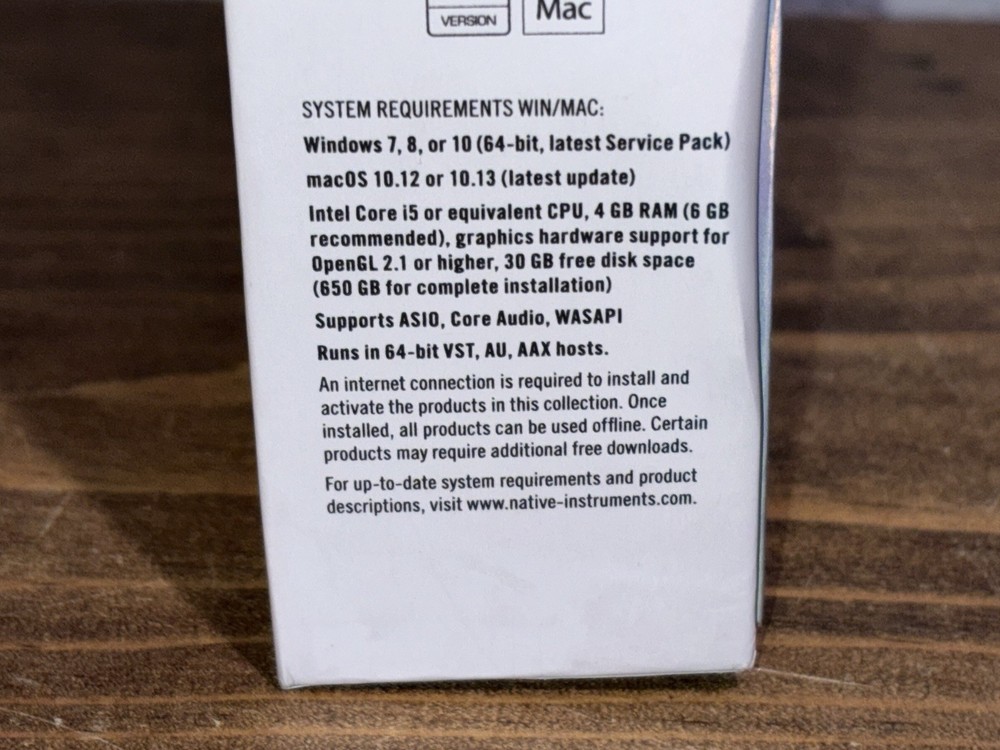 VERSION Mac
SYSTEM REQUIREMENTS WIN/MAC:
Windows 7, 8, or 10 (64-bit, latest Service Pack)
macOS 10.12 or 10.13 (latest update)
Intel Core i5 or equivalent CPU, 4 GB RAM (6 GB
recommended), graphics hardware support for
OpenGL 2.1 or higher, 30 GB free disk space
(650 GB for complete installation)
Supports ASIO, Core Audio, WASAPI
Runs in 64-bit VST, AU, AAX hosts.
An internet connection is required to install and
activate the products in this collection. Once
installed, all products can be used offline. Certain
products may require additional free downloads.
For up-to-date system requirements and product
descriptions, visit www.native-instruments.com.